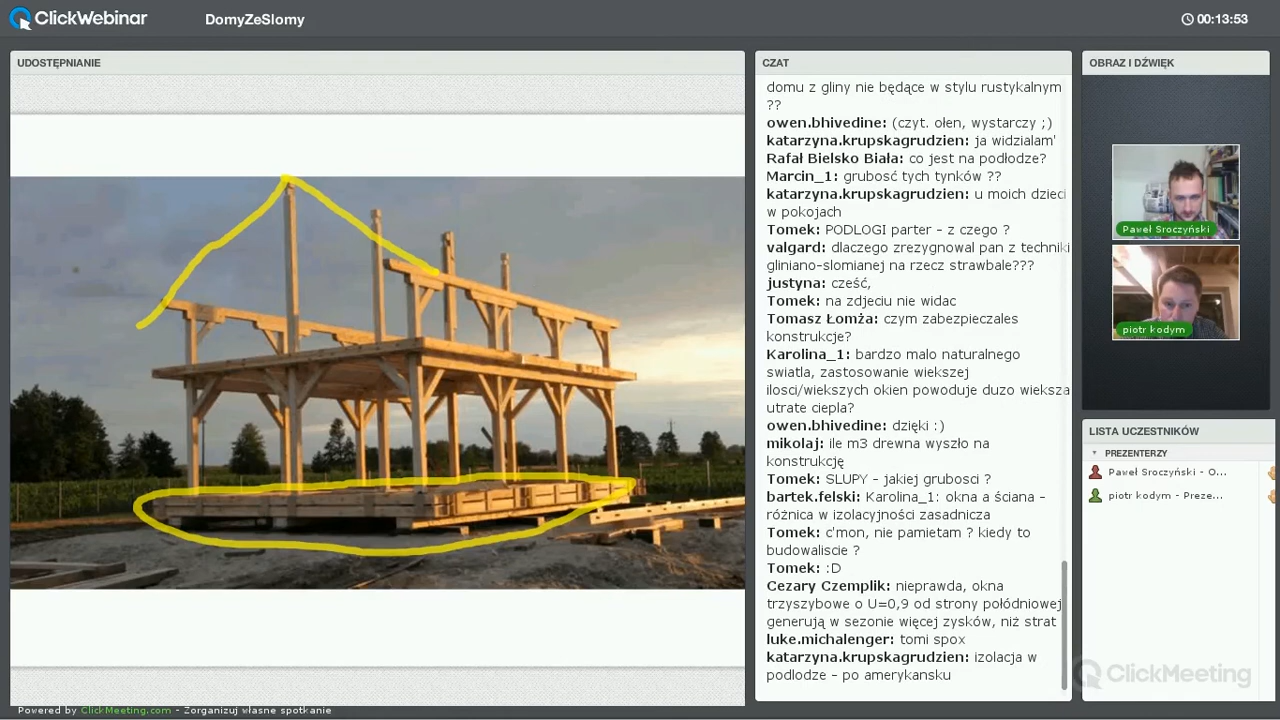 ClickWebinar
DomyZeSlomy
00:13:53
UDOSTĘPNIANIE
CZAT
domu z gliny nie będące w stylu rustykalnym
??
owen.bhivedine: (czyt. ołen, wystarczy ;)
katarzyna.krupskagrudzien: ja widzialam'
Rafał Bielsko Biała: co jest na podłodze?
Marcin_1: grubosć tych tynków ??
katarzyna.krupskagrudzien: u moich dzieci
w pokojach
Tomek: PODLOGI parter - z czego ?
valgard: dlaczego zrezygnowal pan z techniki
gliniano-slomianej na rzecz strawbale???
justyna: cześć,
Tomek: na zdjeciu nie widac
Tomasz Łomża: czym zabezpieczales
konstrukcje?
Karolina_1: bardzo malo naturalnego
swiatla, zastosowanie wiekszej
ilosci/wiekszych okien powoduje duzo wieksza
utrate ciepla?
owen.bhivedine: dzięki :)
mikolaj: ile m3 drewna wyszło na
konstrukcję
Tomek: SLUPY - jakiej grubosci ?
bartek.felski: Karolina_1: okna a ściana -
różnica w izolacyjności zasadnicza
Tomek: c'mon, nie pamietam ? kiedy to
budowaliscie ?
Tomek: :D
Cezary Czemplik: nieprawda, okna
trzyszybowe o U=0,9 od strony połódniowej
generują w sezonie więcej zysków, niż strat
luke.michalenger: tomi spox
katarzyna.krupskagrudzien: izolacja w
podlodze - po amerykansku
OBRAZ I DŹWIĘK
Paweł Sroczyński
piotr kodym
LISTA UCZESTNIKÓW
PREZENTERZY
Paweł Sroczyński - O...
piotr kodym - Preze...
ClickMeeting
Powered by ClickMeeting.com - Zorganizuj własne spotkanie